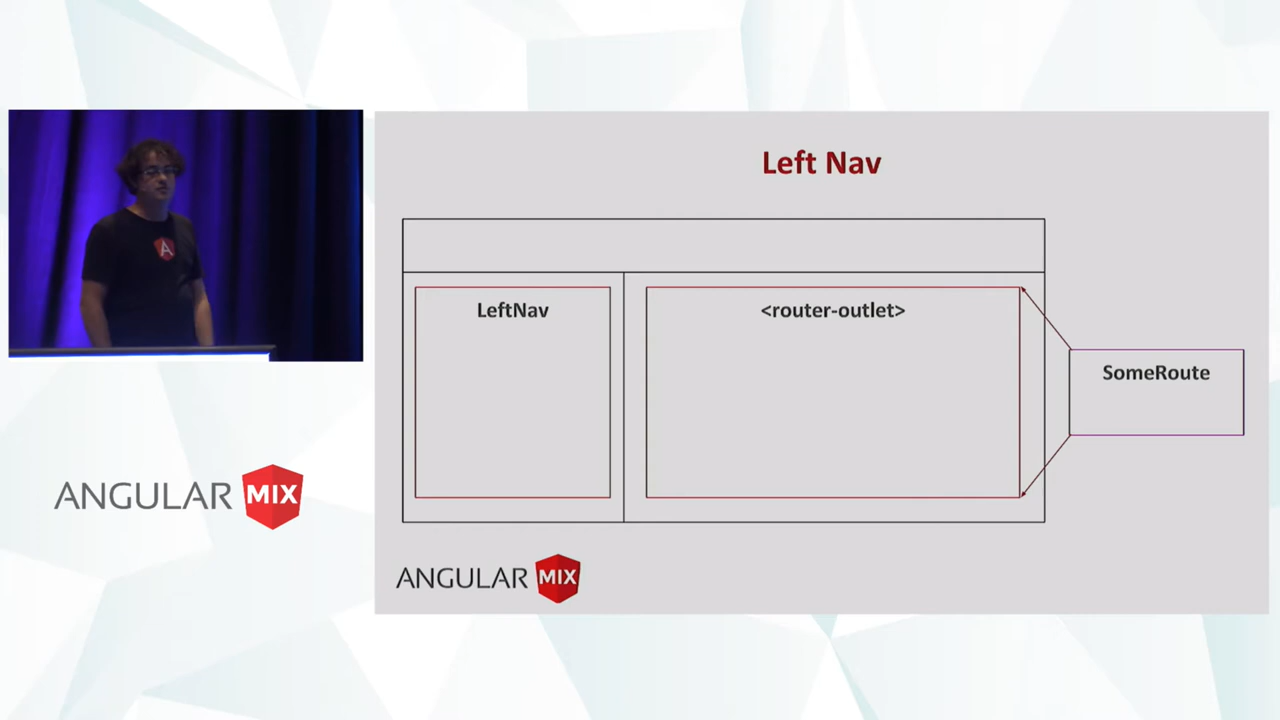 Left Nav
LeftNav
<router-outlet>
SomeRoute
ANGULAR MIX
ANGULAR MIX
A